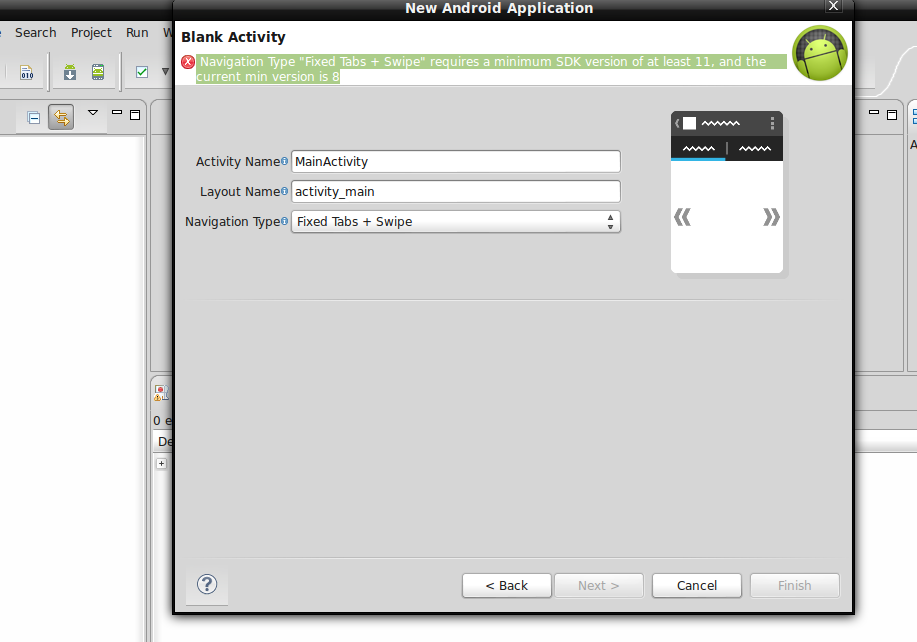 New Android Application
X
Search Project Run W
Blank Activity
Navigation Type "Fixed Tabs + Swipe" requires a minimum SDK version of at least 11, and the
current min version is 8
010
Activity Name MainActivity
Layout Name activity_main
Navigation Type Fixed Tabs + Swipe
A
0 e
De
?
< Back
Next >
Cancel
Finish